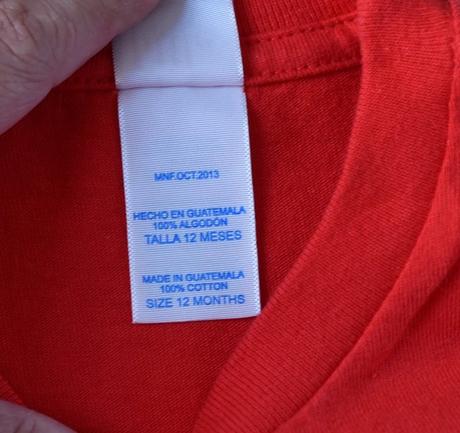 MNF.OCT.2013
HECHO EN GUATEMALA
100% ALGODÓN
TALLA 12 MESES
MADE IN GUATEMALA
100% COTTON
SIZE 12 MONTHS